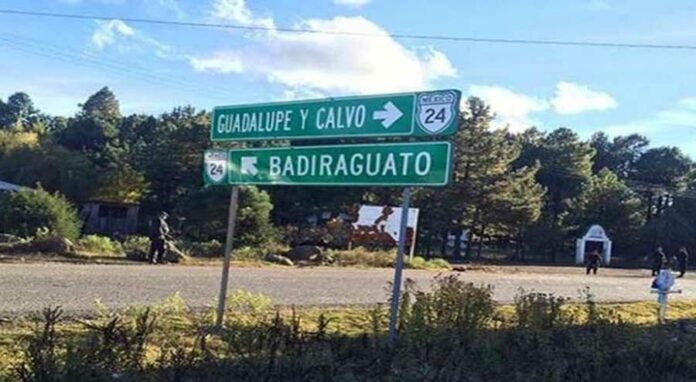 GUADALUPE Y CALVO
MEXICO
24
24
BADIRAGUATO